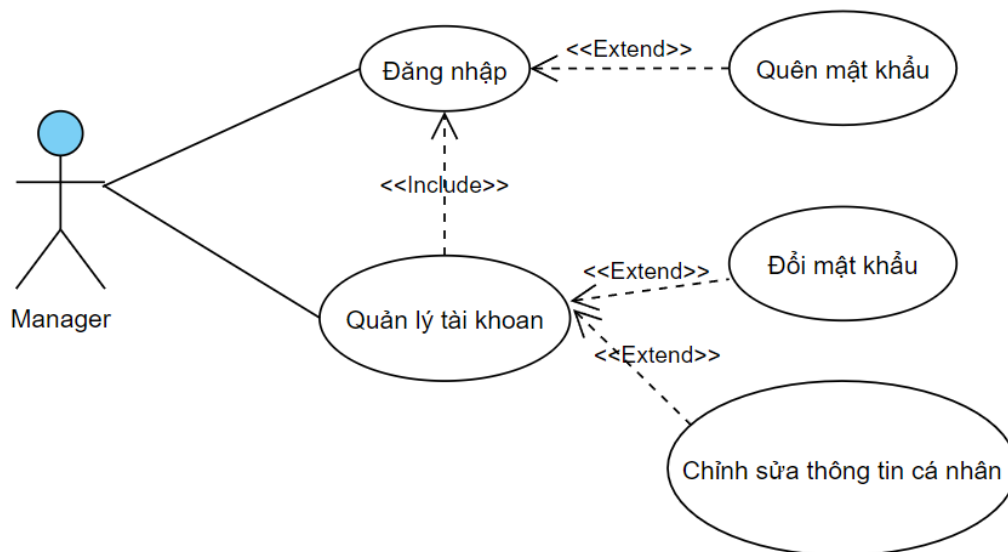 Đăng nhập
<<Extend>>
Quên mật khẩu
<<Include>>
Manager
Quản lý tài khoan
<<Extend>>
Đổi mật khẩu
<<Extend>>
Chỉnh sửa thông tin cá nhân